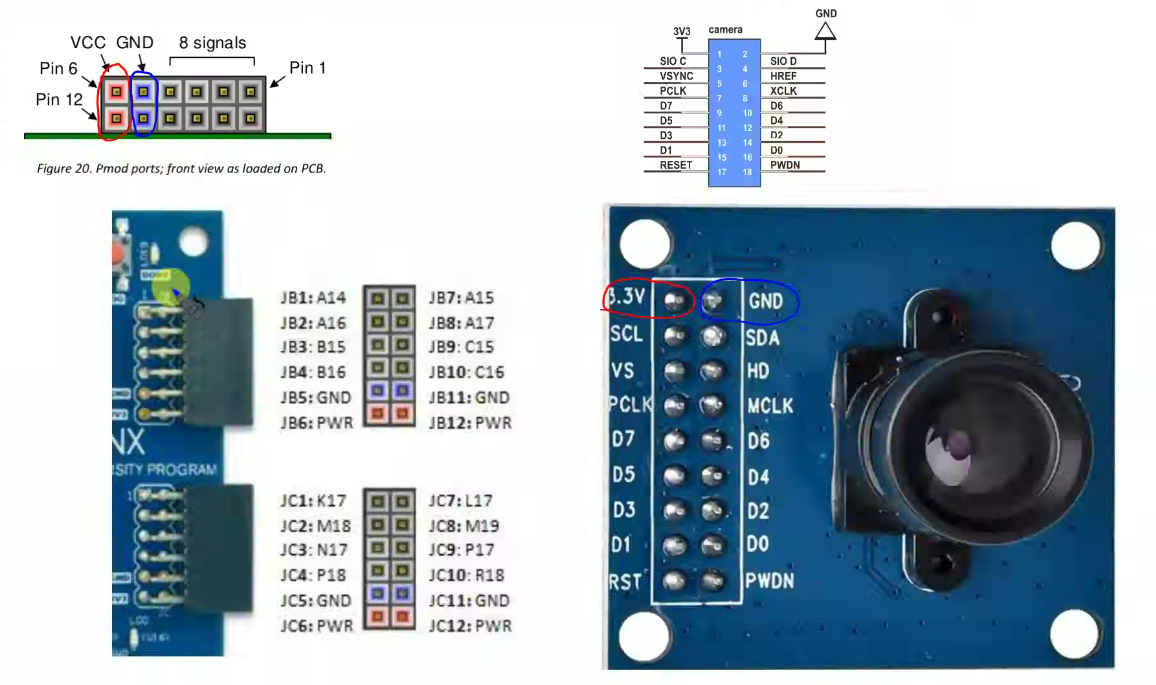 VCC GND 8 signals
Pin 6 Pin 1
Pin 12
Figure 20. Pmod ports; front view as loaded on PCB.
GND
3V3 camera
1 2
SIO C 3 4 SIO D
VSYNC 5 6 HREF
PCLK 7 8 XCLK
D7 9 10 D6
D5 11 12 D4
D3 13 14 D2
D1 15 16 D0
RESET 17 18 PWDN
LD19
JB1: A14 JB7: A15
JB2: A16 JB8: A17
JB3: B15 JB9: C15
JB4: B16 JB10: C16
JB5: GND JB11: GND
JB6: PWR JB12: PWR
NX
RSITY PROGRAM
1
JC1: K17 JC7: L17
JC2: M18 JC8: M19
JC3: N17 JC9: P17
JC4: P18 JC10: R18
JC5: GND JC11: GND
JC6: PWR JC12: PWR
3.3V GND
SCL SDA
VS HD
PCLK MCLK
D7 D6
D5 D4
D3 D2
D1 D0
RST PWDN